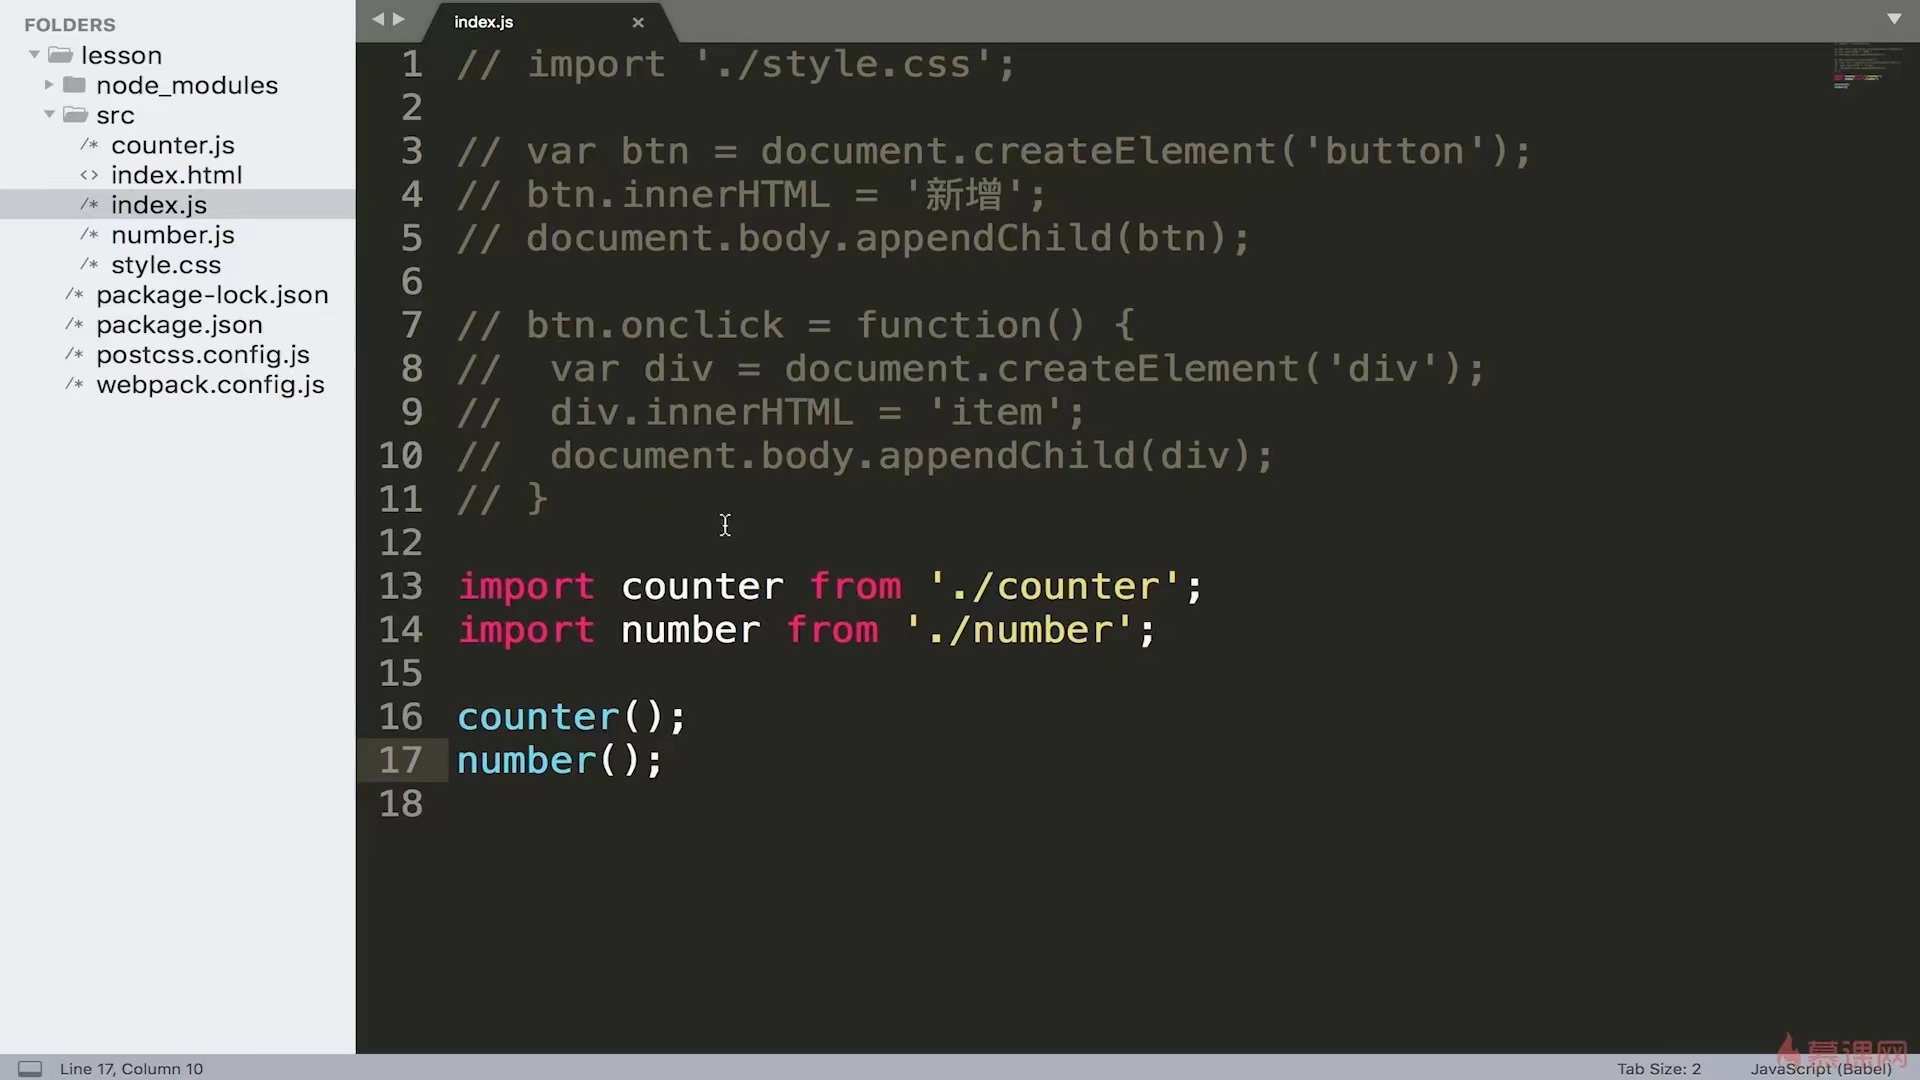 FOLDERS
lesson
node_modules
src
counter.js
index.html
index.js
number.js
style.css
package-lock.json
package.json
postcss.config.js
webpack.config.js
index.js
1 // import './style.css';
2
3 // var btn = document.createElement('button');
4 // btn.innerHTML = '新增';
5 // document.body.appendChild(btn);
6
7 // btn.onclick = function() {
8 //  var div = document.createElement('div');
9 //  div.innerHTML = 'item';
10 //  document.body.appendChild(div);
11 // }
12
13 import counter from './counter';
14 import number from './number';
15
16 counter();
17 number();
18
Line 17, Column 10
Tab Size: 2
JavaScript (Babel)
慕课网